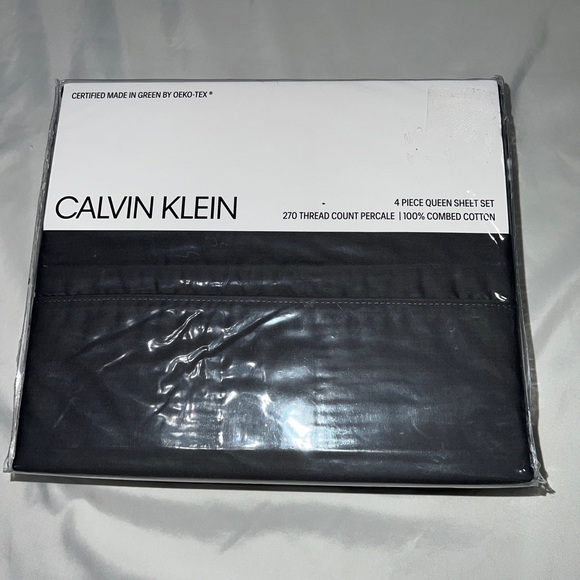 CERTIFIED MADE IN GREEN BY OEKO-TEX®
CALVIN KLEIN
4 PIECE QUEEN SHEET SET
270 THREAD COUNT PERCALE | 100% COMBED COTTON